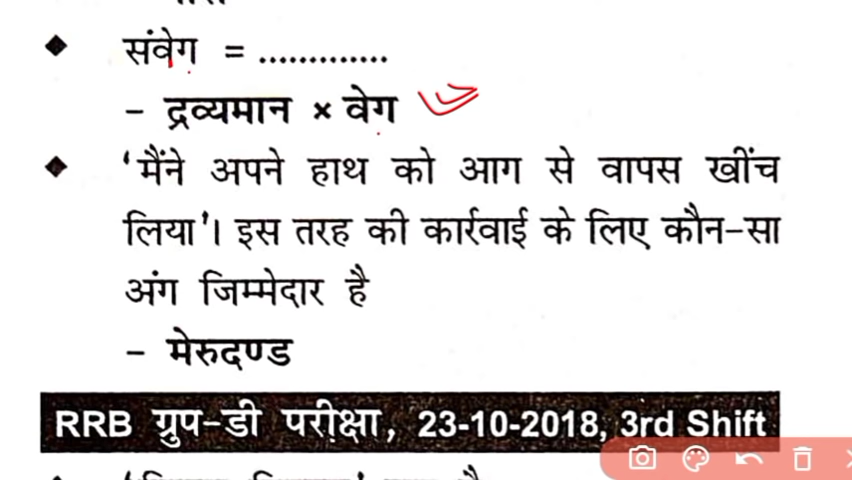 ◆ संवेग = .............
- द्रव्यमान × वेग
◆ 'मैंने अपने हाथ को आग से वापस खींच
लिया'। इस तरह की कार्रवाई के लिए कौन-सा
अंग जिम्मेदार है
- मेरुदण्ड
RRB ग्रुप-डी परीक्षा, 23-10-2018, 3rd Shift